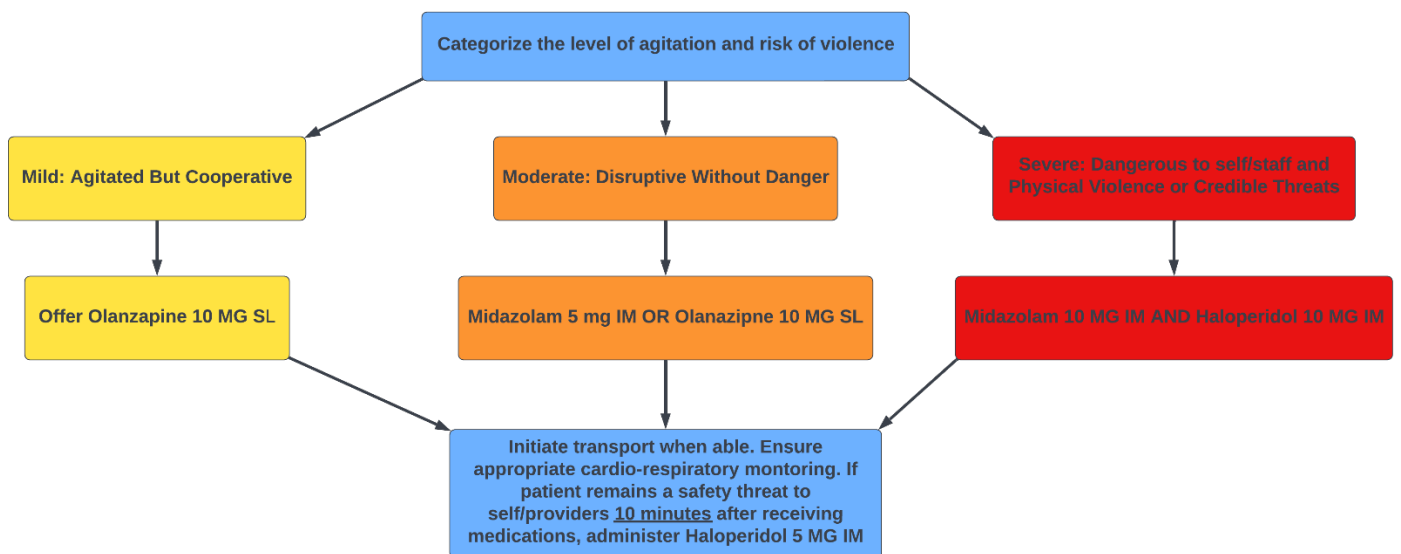 Categorize the level of agitation and risk of violence
Mild: Agitated But Cooperative
Moderate: Disruptive Without Danger
Severe: Dangerous to self/staff and
Physical Violence or Credible Threats
Offer Olanzapine 10 MG SL
Midazolam 5 mg IM OR Olanazipne 10 MG SL
Midazolam 10 MG IM AND Haloperidol 10 MG IM
Initiate transport when able. Ensure
appropriate cardio-respiratory montoring. If
patient remains a safety threat to
self/providers 10 minutes after receiving
medications, administer Haloperidol 5 MG IM